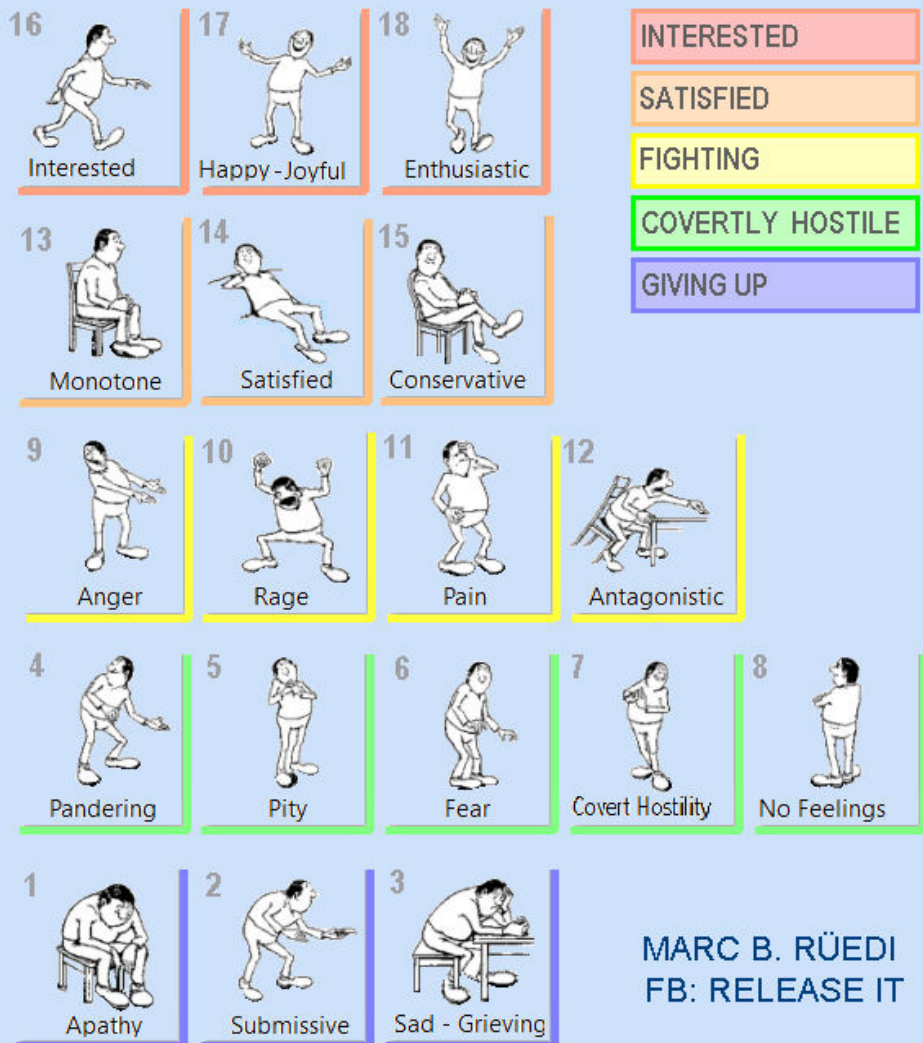 16
17
18
Interested
Happy-Joyful
Enthusiastic
INTERESTED
SATISFIED
FIGHTING
COVERTLY HOSTILE
GIVING UP
13
14
15
Monotone
Satisfied
Conservative
9
10
11
12
Anger
Rage
Pain
Antagonistic
4
5
6
7
8
Pandering
Pity
Fear
Covert Hostility
No Feelings
1
2
3
Apathy
Submissive
Sad - Grieving
MARC B. RÜEDI
FB: RELEASE IT